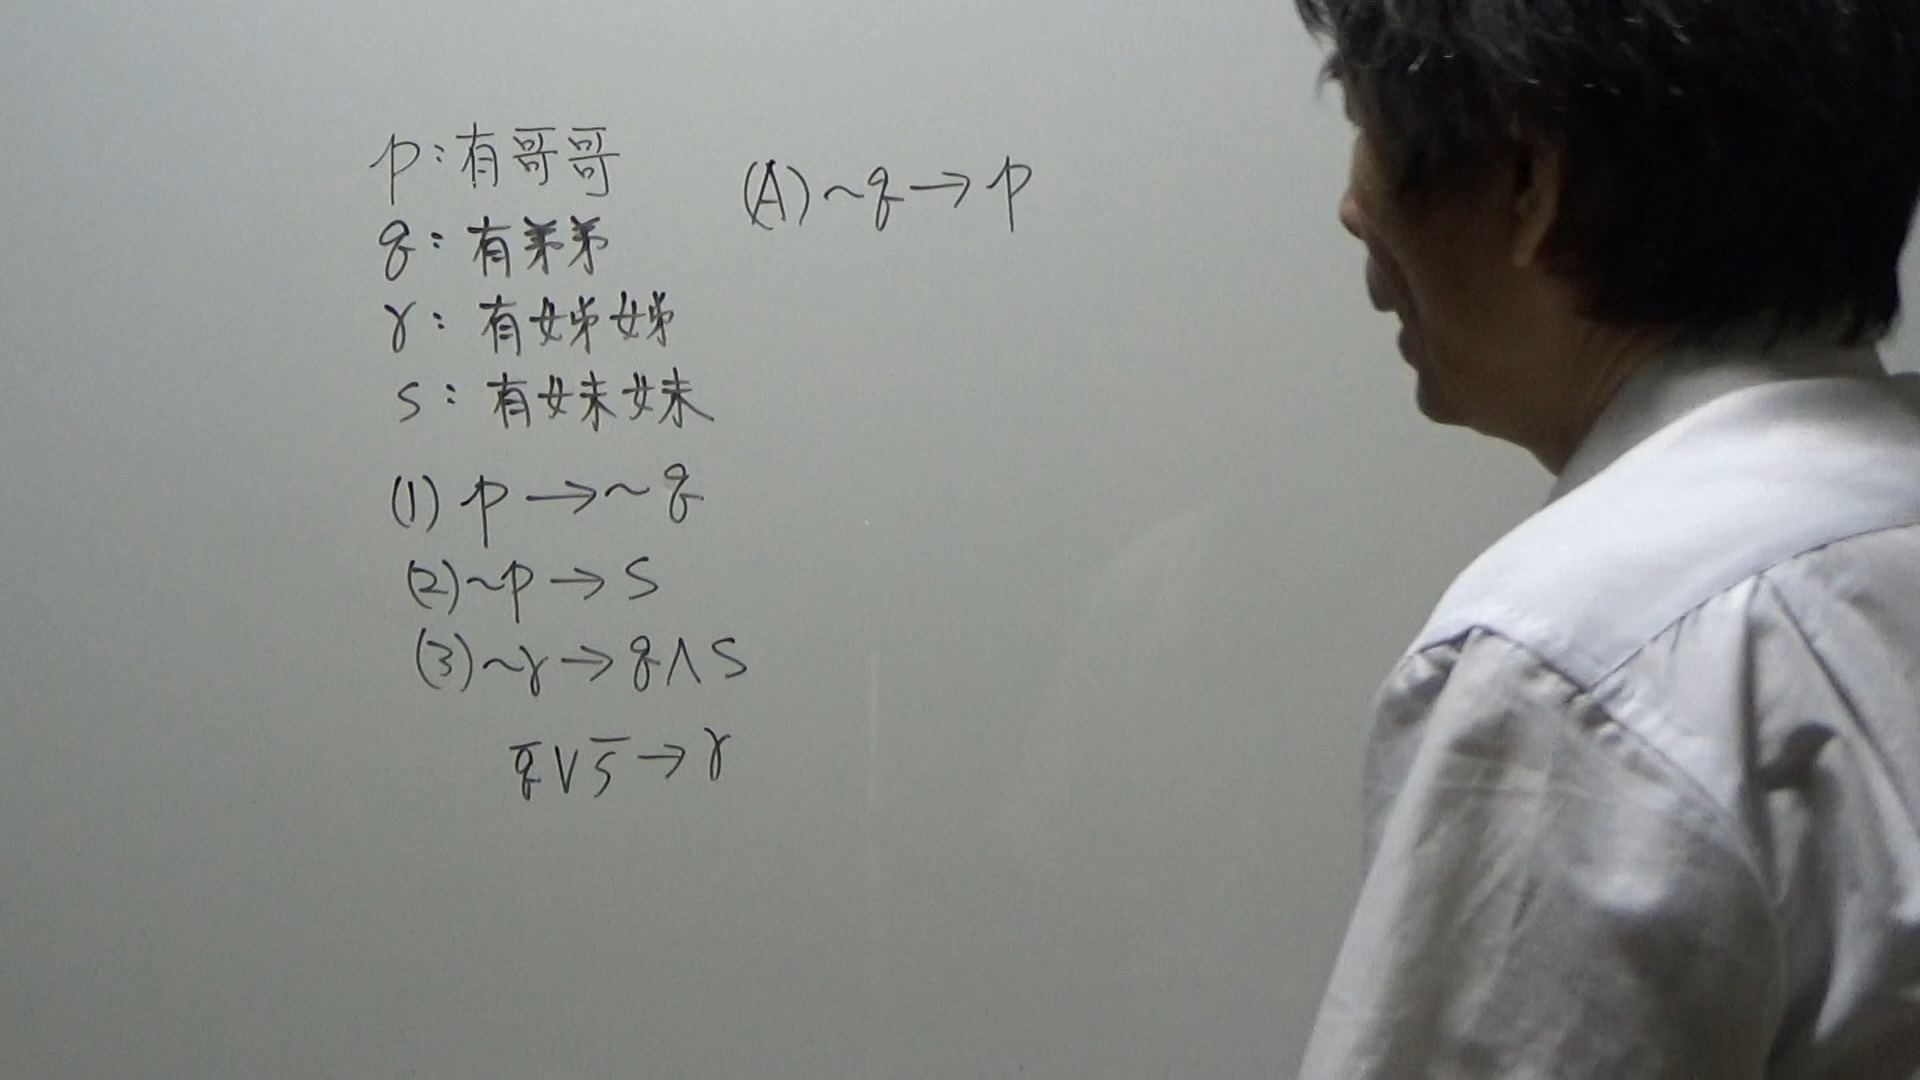 p:有哥哥
q:有弟弟
r:有姊姊
s:有妹妹
(1) p→~q
(2)~p→s
(3)~r→q∧s
q̅∨s̅→r
(A)~q→p